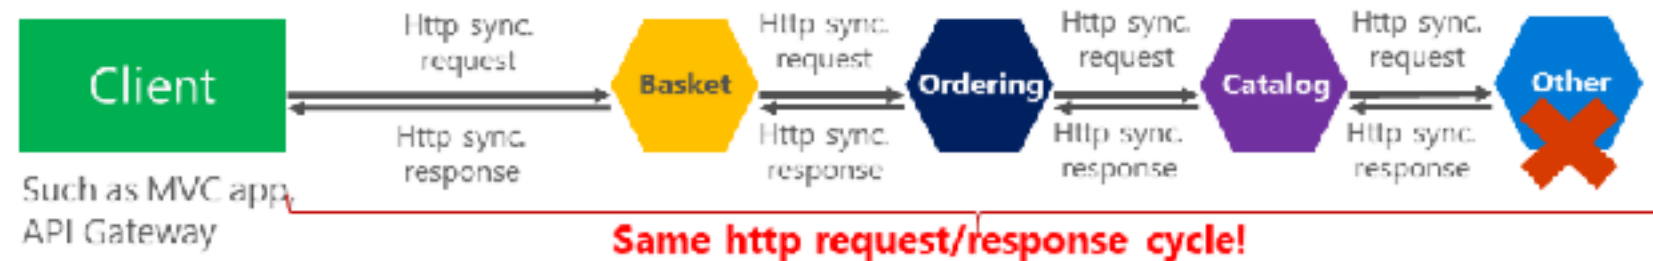 Http sync.
request
Http sync.
request
Http sync.
request
Http sync.
request
Client
Basket
Ordering
Catalog
Other
Http sync.
response
Http sync.
response
Http sync.
response
Http sync.
response
Such as MVC app,
API Gateway
Same http request/response cycle!